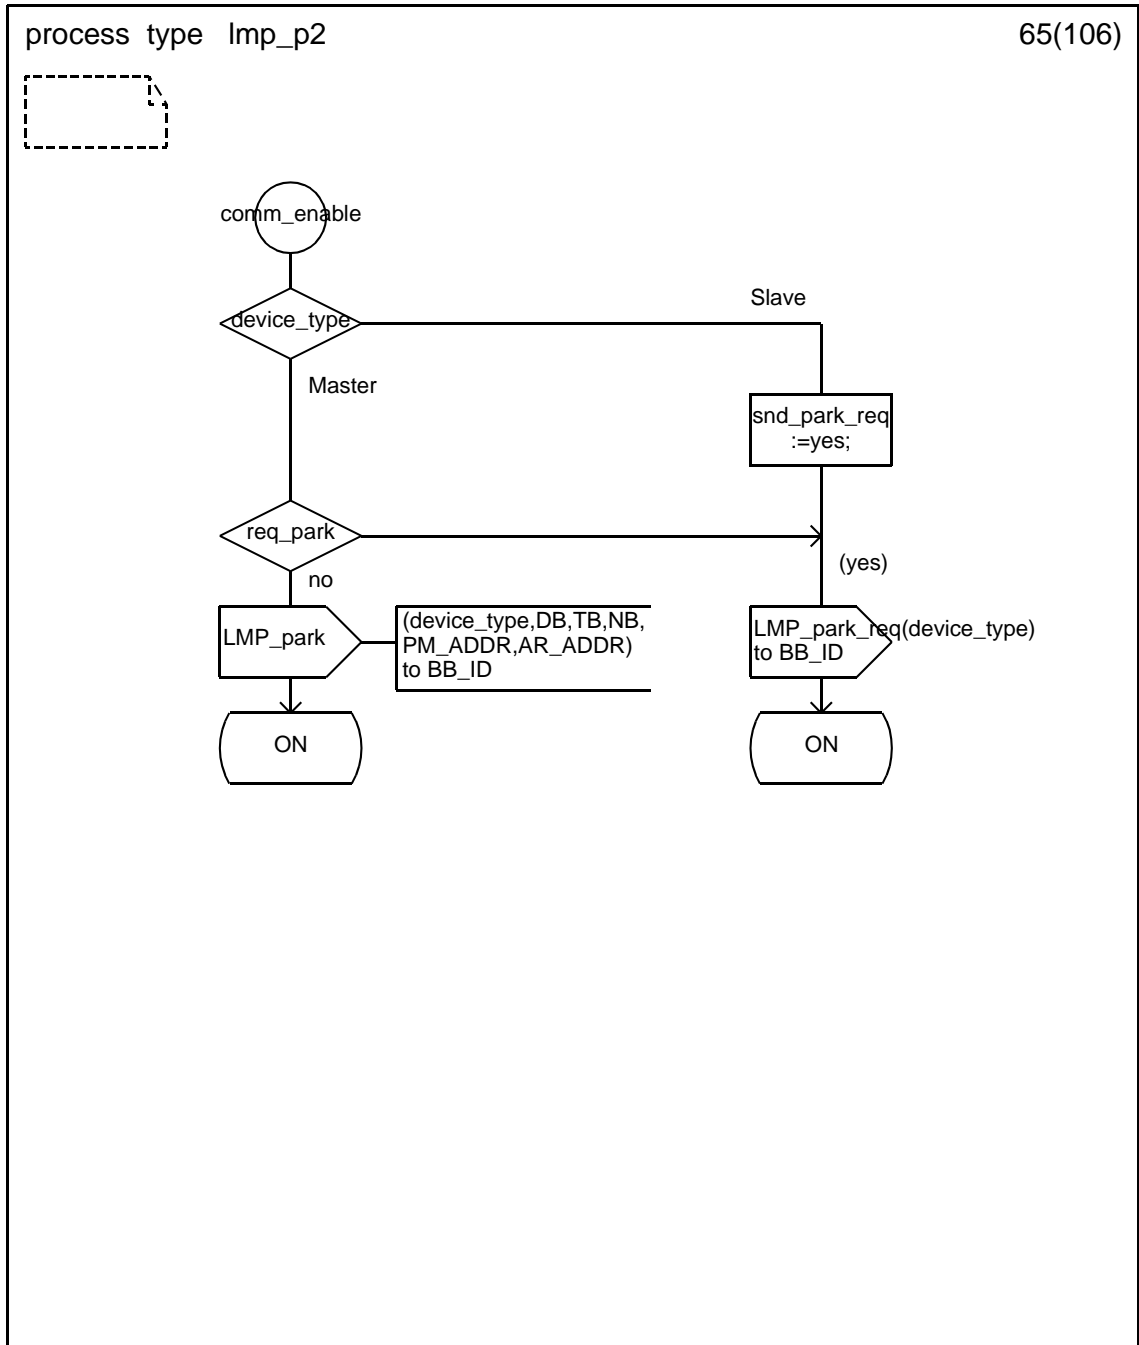 process type lmp_p2
65(106)
comm_enable
device_type
Slave
Master
snd_park_req
:=yes;
req_park
(yes)
no
LMP_park
(device_type,DB,TB,NB,
PM_ADDR,AR_ADDR)
to BB_ID
LMP_park_req(device_type)
to BB_ID
ON
ON